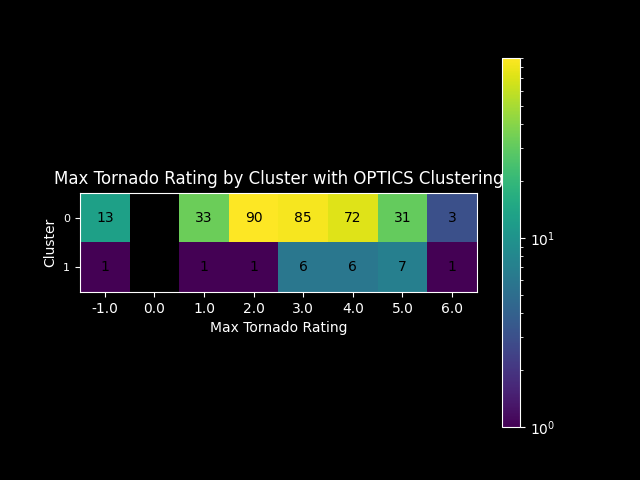 Max Tornado Rating by Cluster with OPTICS Clustering
Cluster
0 13 33 90 85 72 31 3
1 1 1 1 6 6 7 1
-1.0 0.0 1.0 2.0 3.0 4.0 5.0 6.0
Max Tornado Rating
10¹
10⁰